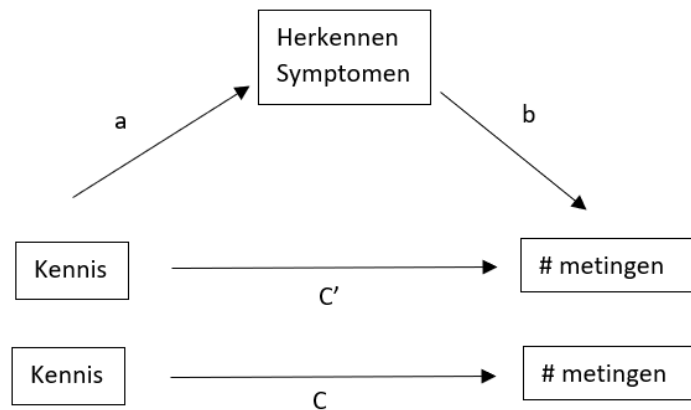 Herkennen
Symptomen
a
b
Kennis
# metingen
C’
Kennis
# metingen
C